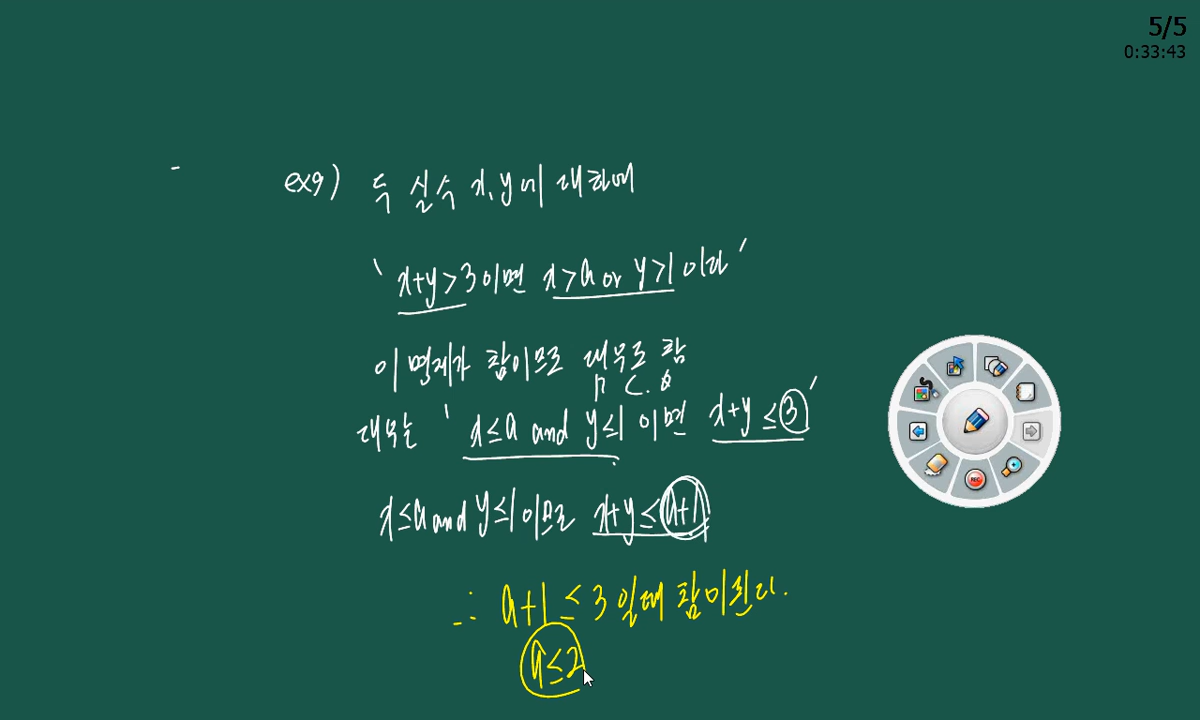 5/5
0:33:43
ex9) 두 실수 x, y에 대하여
‘x+y>3이면 x>a or y>1이다’
이 명제가 참이므로 대우도 참
대우는 ‘x≤a and y≤1 이면 x+y≤3’
x≤a and y≤1이므로 x+y≤a+1
∴ a+1≤3일때 참이된다.
a≤2
REC